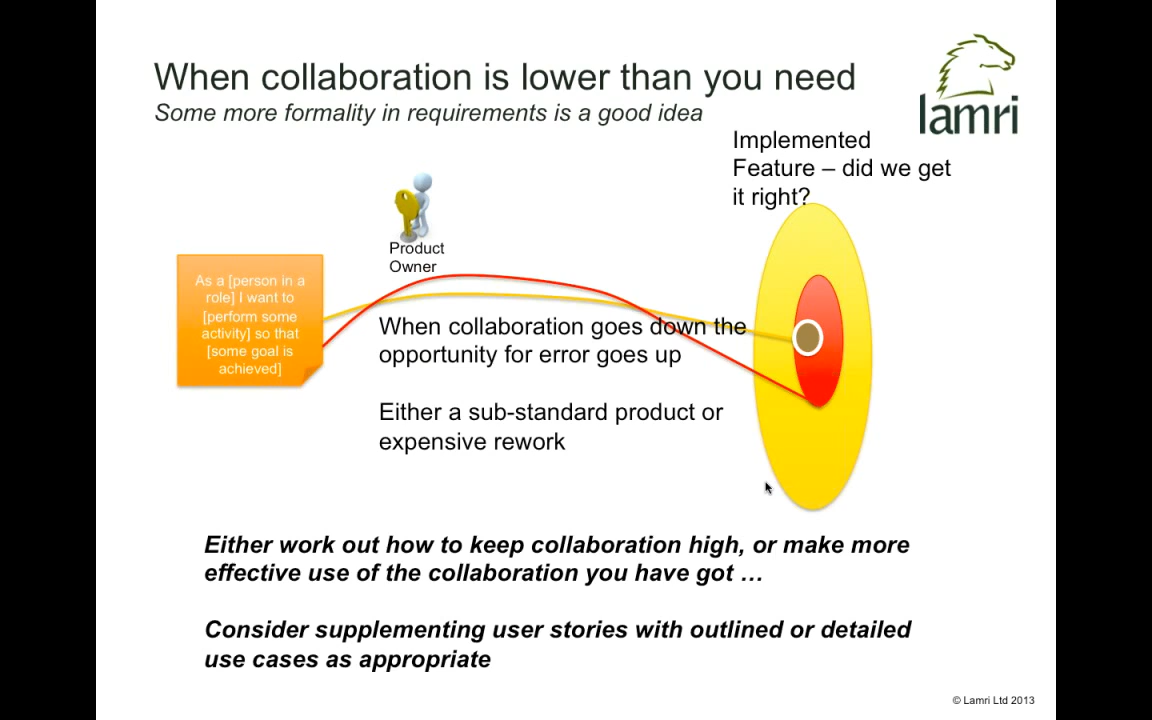 When collaboration is lower than you need
Some more formality in requirements is a good idea
lamri
Implemented
Feature – did we get
it right?
Product
Owner
As a [person in a
role] I want to
[perform some
activity] so that
[some goal is
achieved]
When collaboration goes down the
opportunity for error goes up
Either a sub-standard product or
expensive rework
Either work out how to keep collaboration high, or make more
effective use of the collaboration you have got …
Consider supplementing user stories with outlined or detailed
use cases as appropriate
© Lamri Ltd 2013